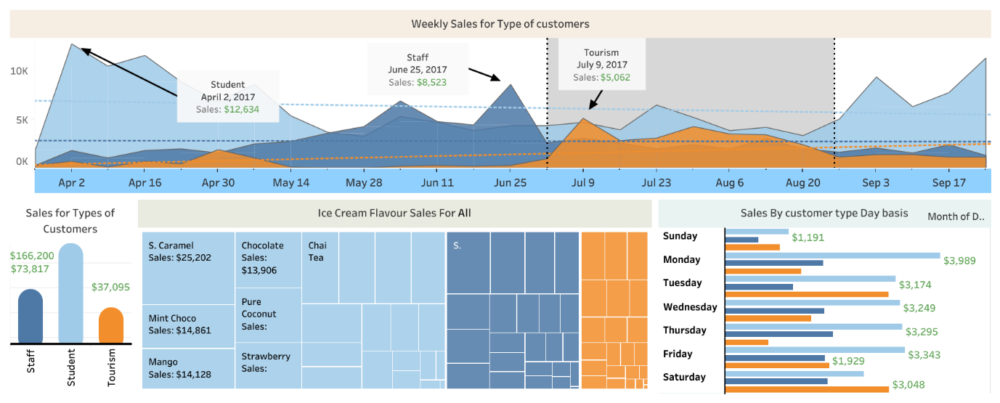 Weekly Sales for Type of customers
10K
5K
0K
Student
April 2, 2017
Sales: $12,634
Staff
June 25, 2017
Sales: $8,523
Tourism
July 9, 2017
Sales: $5,062
Apr 2
Apr 16
Apr 30
May 14
May 28
Jun 11
Jun 25
Jul 9
Jul 23
Aug 6
Aug 20
Sep 3
Sep 17
Sales for Types of
Customers
$166,200
$73,817
$37,095
Staff
Student
Tourism
Ice Cream Flavour Sales For All
S. Caramel
Sales: $25,202
Mint Choco
Sales: $14,861
Mango
Sales: $14,128
Chocolate
Sales:
$13,906
Pure
Coconut
Sales:
Strawberry
Sales:
Chai
Tea
S.
Sales By customer type Day basis
Month of D..
Sunday
$1,191
Monday
$3,989
Tuesday
$3,174
Wednesday
$3,249
Thursday
$3,295
Friday
$3,343
$1,929
Saturday
$3,048